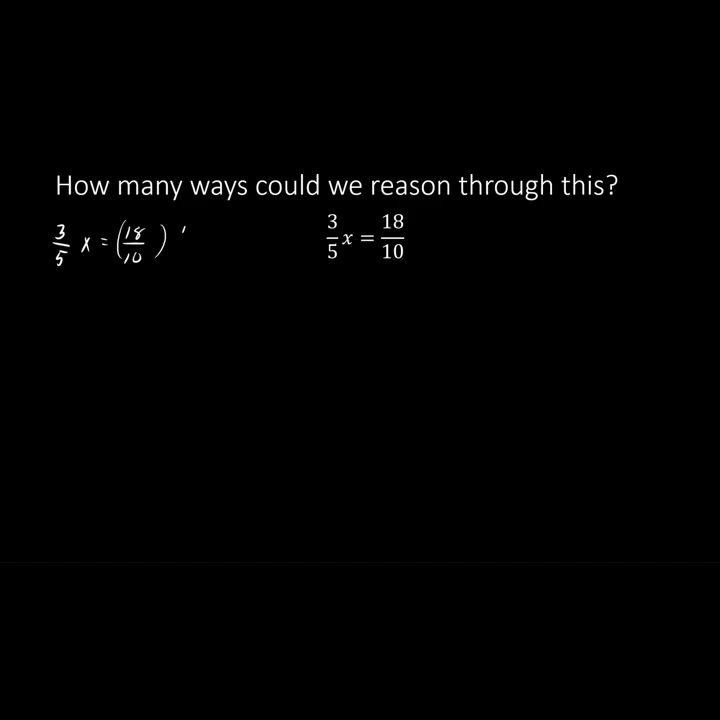 How many ways could we reason through this?
3/5 x = (18/10) '
3/5 x = 18/10